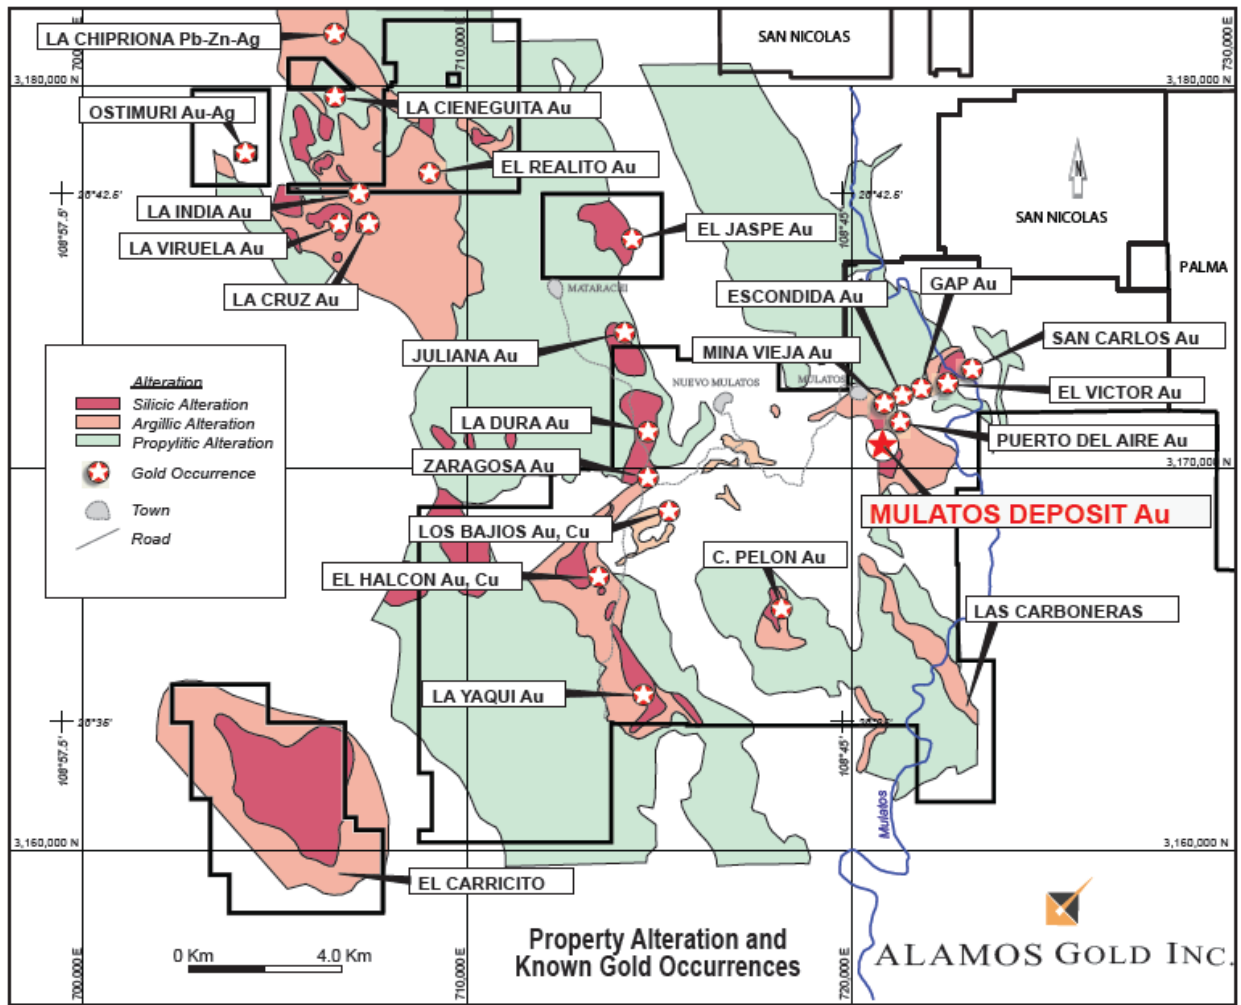 LA CHIPRIONA Pb-Zn-Ag
710,000 E
SAN NICOLAS
730,000 E
3,180,000 N
3,180,000 N
OSTIMURI Au-Ag
LA CIENEGUITA Au
EL REALITO Au
N
26°42.5'
26°42.5'
108°57.5'
108°45'
LA INDIA Au
LA VIRUELA Au
EL JASPE Au
SAN NICOLAS
PALMA
LA CRUZ Au
MATARACHI
ESCONDIDA Au
GAP Au
JULIANA Au
MINA VIEJA Au
SAN CARLOS Au
NUEVO MULATOS
MULATOS
EL VICTOR Au
Alteration
Silicic Alteration
Argillic Alteration
Propylitic Alteration
Gold Occurrence
Town
Road
LA DURA Au
PUERTO DEL AIRE Au
ZARAGOSA Au
3,170,000 N
MULATOS DEPOSIT Au
LOS BAJIOS Au, Cu
C. PELON Au
EL HALCON Au, Cu
LAS CARBONERAS
LA YAQUI Au
26°35'
108°57.5'
108°45'
Mulatos
3,160,000 N
3,160,000 N
EL CARRICITO
0 Km 4.0 Km
Property Alteration and
Known Gold Occurrences
ALAMOS GOLD INC.
700,000 E
710,000 E
720,000 E